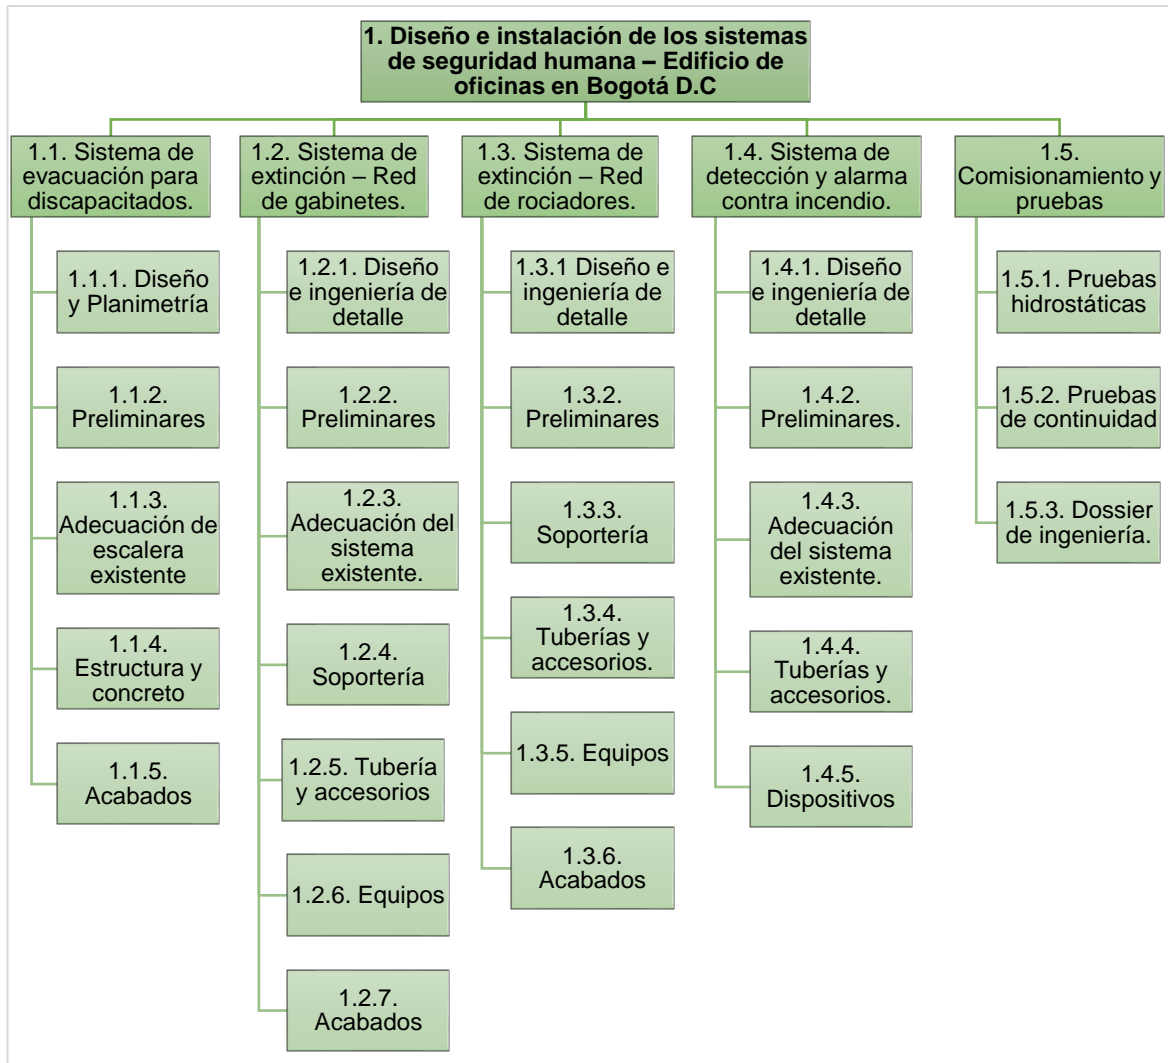 1. Diseño e instalación de los sistemas
de seguridad humana – Edificio de
oficinas en Bogotá D.C
1.1. Sistema de
evacuación para
discapacitados.
1.1.1. Diseño
y Planimetría
1.1.2.
Preliminares
1.1.3.
Adecuación de
escalera
existente
1.1.4.
Estructura y
concreto
1.1.5.
Acabados
1.2. Sistema de
extinción – Red
de gabinetes.
1.2.1. Diseño
e ingeniería de
detalle
1.2.2.
Preliminares
1.2.3.
Adecuación del
sistema
existente.
1.2.4.
Soportería
1.2.5. Tubería
y accesorios
1.2.6. Equipos
1.2.7.
Acabados
1.3. Sistema de
extinción – Red
de rociadores.
1.3.1 Diseño e
ingeniería de
detalle
1.3.2.
Preliminares
1.3.3.
Soportería
1.3.4.
Tuberías y
accesorios.
1.3.5. Equipos
1.3.6.
Acabados
1.4. Sistema de
detección y alarma
contra incendio.
1.4.1. Diseño
e ingeniería de
detalle
1.4.2.
Preliminares.
1.4.3.
Adecuación
del sistema
existente.
1.4.4.
Tuberías y
accesorios.
1.4.5.
Dispositivos
1.5.
Comisionamiento y
pruebas
1.5.1. Pruebas
hidrostáticas
1.5.2. Pruebas
de continuidad
1.5.3. Dossier
de ingeniería.